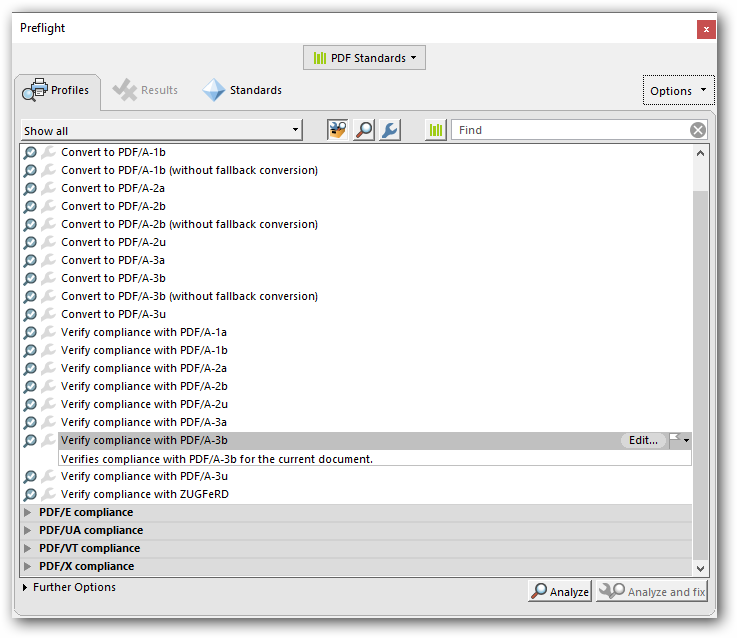 Preflight
x
PDF Standards
Profiles
Results
Standards
Options
Show all
Find
Convert to PDF/A-1b
Convert to PDF/A-1b (without fallback conversion)
Convert to PDF/A-2a
Convert to PDF/A-2b
Convert to PDF/A-2b (without fallback conversion)
Convert to PDF/A-2u
Convert to PDF/A-3a
Convert to PDF/A-3b
Convert to PDF/A-3b (without fallback conversion)
Convert to PDF/A-3u
Verify compliance with PDF/A-1a
Verify compliance with PDF/A-1b
Verify compliance with PDF/A-2a
Verify compliance with PDF/A-2b
Verify compliance with PDF/A-2u
Verify compliance with PDF/A-3a
Verify compliance with PDF/A-3b Edit...
Verifies compliance with PDF/A-3b for the current document.
Verify compliance with PDF/A-3u
Verify compliance with ZUGFeRD
PDF/E compliance
PDF/UA compliance
PDF/VT compliance
PDF/X compliance
Further Options
Analyze
Analyze and fix